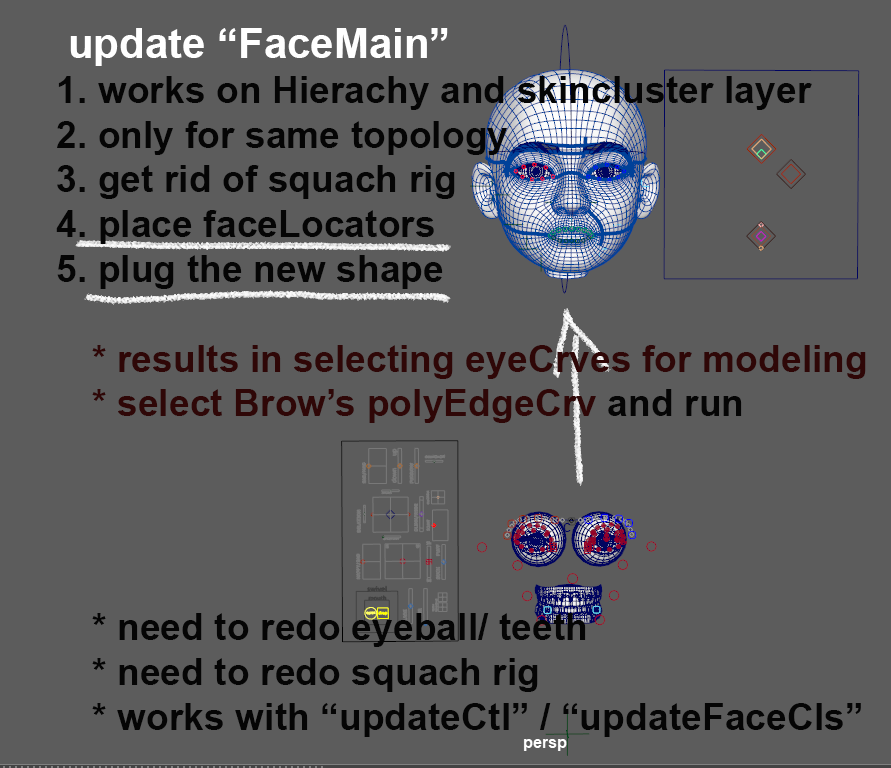 update “FaceMain”
1. works on Hierachy and skincluster layer
2. only for same topology
3. get rid of squach rig
4. place faceLocators
5. plug the new shape
* results in selecting eyeCrves for modeling
* select Brow’s polyEdgeCrv and run
* need to redo eyeball/ teeth
* need to redo squach rig
* works with “updateCtl” / “updateFaceCls”
persp